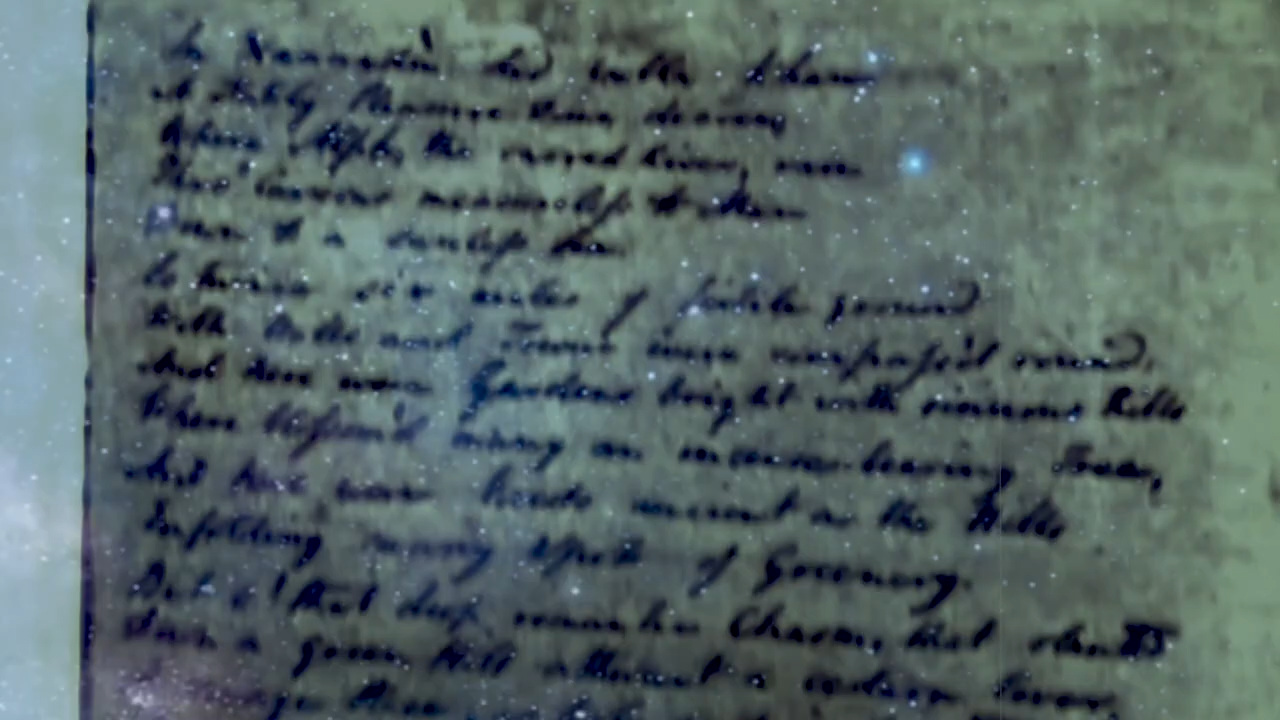 In Xannadù did Cubla Khan
A stately Pleasure Dome decree
Where Alph, the sacred River, ran
Thro' Caverns measureless to Man
Down to a sunless Sea
So twice six miles of fertile ground
With Walls and Towers were compass'd round:
And here were Gardens bright with sinuous Rills
Where blossom'd many an incense-bearing Tree,
And here were Forests ancient as the Hills
Enfolding sunny Spots of Greenery.
But o! that deep romantic Chasm, that slanted
Down a green Hill athwart a cedarn Cover,